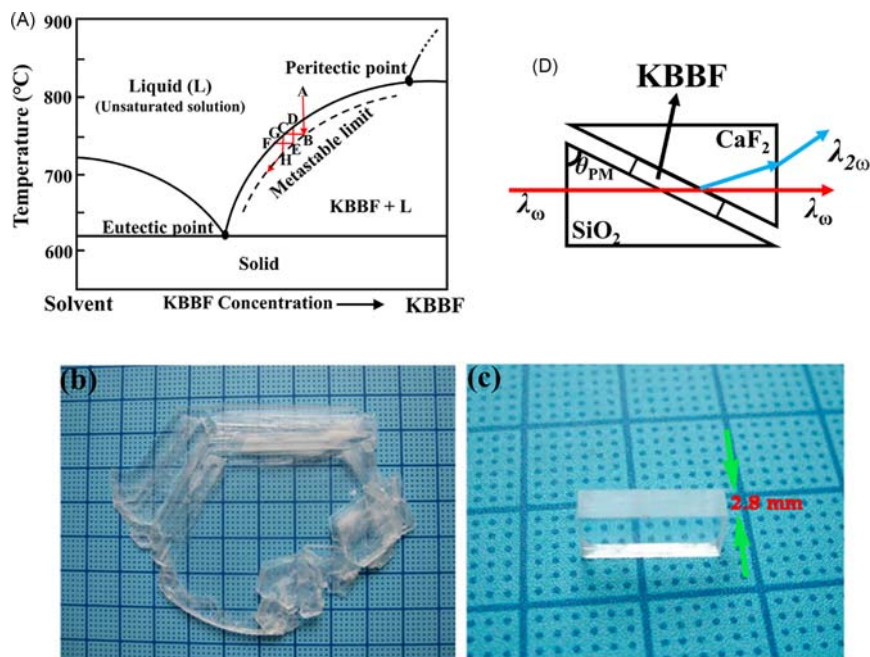 (A)
900
800
700
600
Temperature (°C)
Liquid (L)
(Unsaturated solution)
Peritectic point
A
D
C
G
B
F
E
H
Metastable limit
KBBF + L
Eutectic point
Solid
Solvent
KBBF Concentration
KBBF
(D)
KBBF
CaF₂
θPM
λ2ω
λω
λω
SiO₂
(b)
(c)
2.8 mm